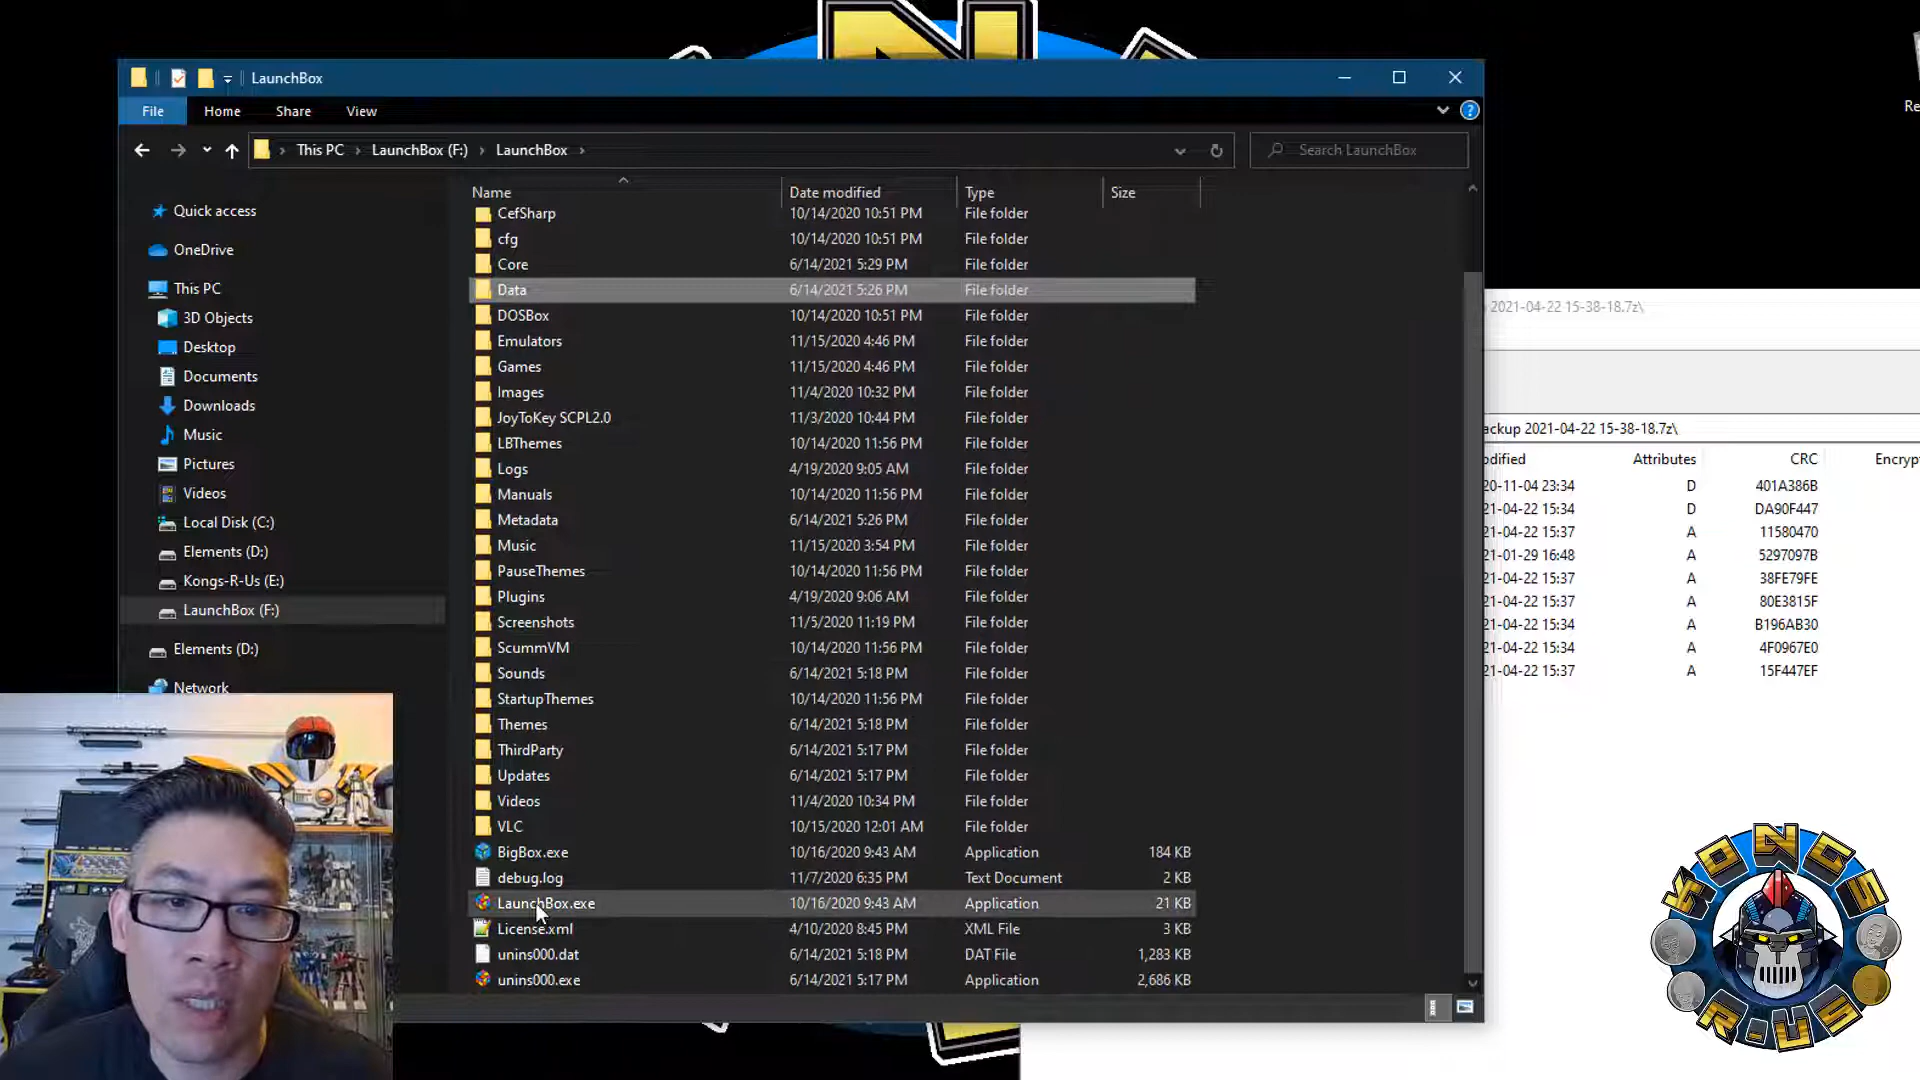 N
LaunchBox
File Home Share View
This PC LaunchBox (F:) LaunchBox
Search LaunchBox
Re
Name Date modified Type Size
Quick access
OneDrive
This PC
3D Objects
Desktop
Documents
Downloads
Music
Pictures
Videos
Local Disk (C:)
Elements (D:)
Kongs-R-Us (E:)
LaunchBox (F:)
Elements (D:)
Network
CefSharp 10/14/2020 10:51 PM File folder
cfg 10/14/2020 10:51 PM File folder
Core 6/14/2021 5:29 PM File folder
Data 6/14/2021 5:26 PM File folder
DOSBox 10/14/2020 10:51 PM File folder
Emulators 11/15/2020 4:46 PM File folder
Games 11/15/2020 4:46 PM File folder
Images 11/4/2020 10:32 PM File folder
JoyToKey SCPL2.0 11/3/2020 10:44 PM File folder
LBThemes 10/14/2020 11:56 PM File folder
Logs 4/19/2020 9:05 AM File folder
Manuals 10/14/2020 11:56 PM File folder
Metadata 6/14/2021 5:26 PM File folder
Music 11/15/2020 3:54 PM File folder
PauseThemes 10/14/2020 11:56 PM File folder
Plugins 4/19/2020 9:06 AM File folder
Screenshots 11/5/2020 11:19 PM File folder
ScummVM 10/14/2020 11:56 PM File folder
Sounds 6/14/2021 5:18 PM File folder
StartupThemes 10/14/2020 11:56 PM File folder
Themes 6/14/2021 5:18 PM File folder
ThirdParty 6/14/2021 5:17 PM File folder
Updates 6/14/2021 5:17 PM File folder
Videos 11/4/2020 10:34 PM File folder
VLC 10/15/2020 12:01 AM File folder
BigBox.exe 10/16/2020 9:43 AM Application 184 KB
debug.log 11/7/2020 6:35 PM Text Document 2 KB
LaunchBox.exe 10/16/2020 9:43 AM Application 21 KB
License.xml 4/10/2020 8:45 PM XML File 3 KB
unins000.dat 6/14/2021 5:18 PM DAT File 1,283 KB
unins000.exe 6/14/2021 5:17 PM Application 2,686 KB
2021-04-22 15-38-18.7z\
ackup 2021-04-22 15-38-18.7z\
odified Attributes CRC Encryp
20-11-04 23:34 D 401A386B
21-04-22 15:34 D DA90F447
21-04-22 15:37 A 11580470
21-01-29 16:48 A 5297097B
21-04-22 15:37 A 38FE79FE
21-04-22 15:37 A 80E3815F
21-04-22 15:34 A B196AB30
21-04-22 15:34 A 4F0967E0
21-04-22 15:37 A 15F447EF
KONGS
R-US